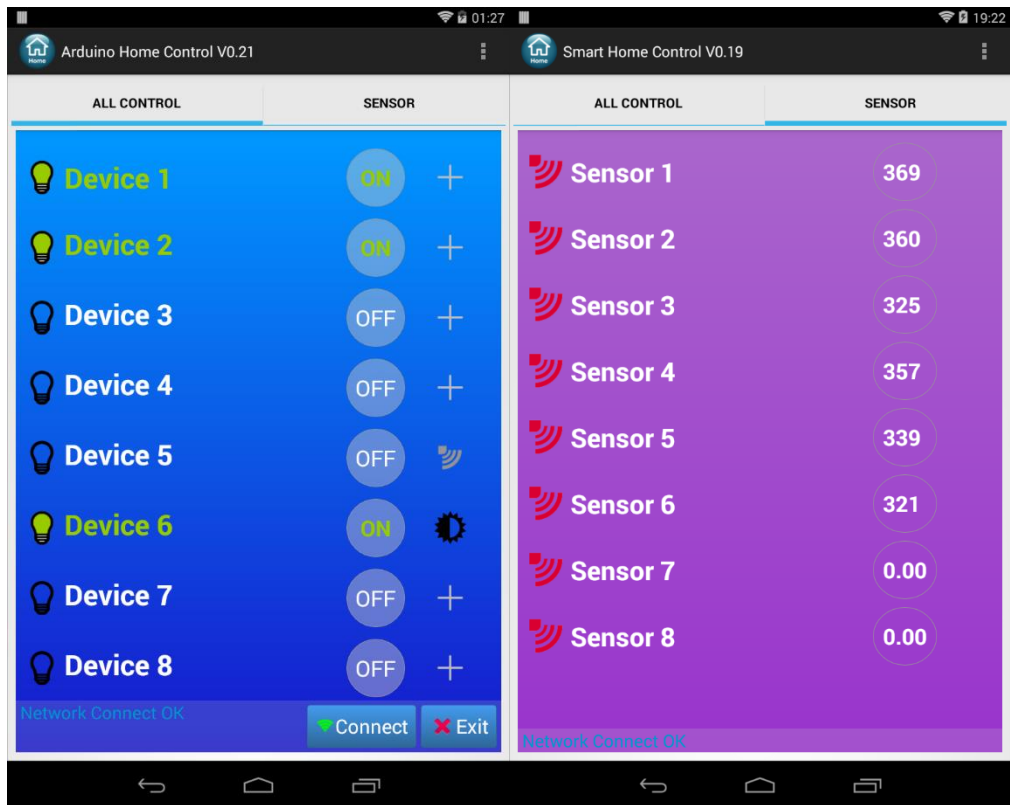 01:27
Arduino Home Control V0.21
ALL CONTROL SENSOR
Device 1 ON
Device 2 ON
Device 3 OFF
Device 4 OFF
Device 5 OFF
Device 6 ON
Device 7 OFF
Device 8 OFF
Network Connect OK
Connect Exit
19:22
Home
Smart Home Control V0.19
ALL CONTROL SENSOR
Sensor 1 369
Sensor 2 360
Sensor 3 325
Sensor 4 357
Sensor 5 339
Sensor 6 321
Sensor 7 0.00
Sensor 8 0.00
Network Connect OK